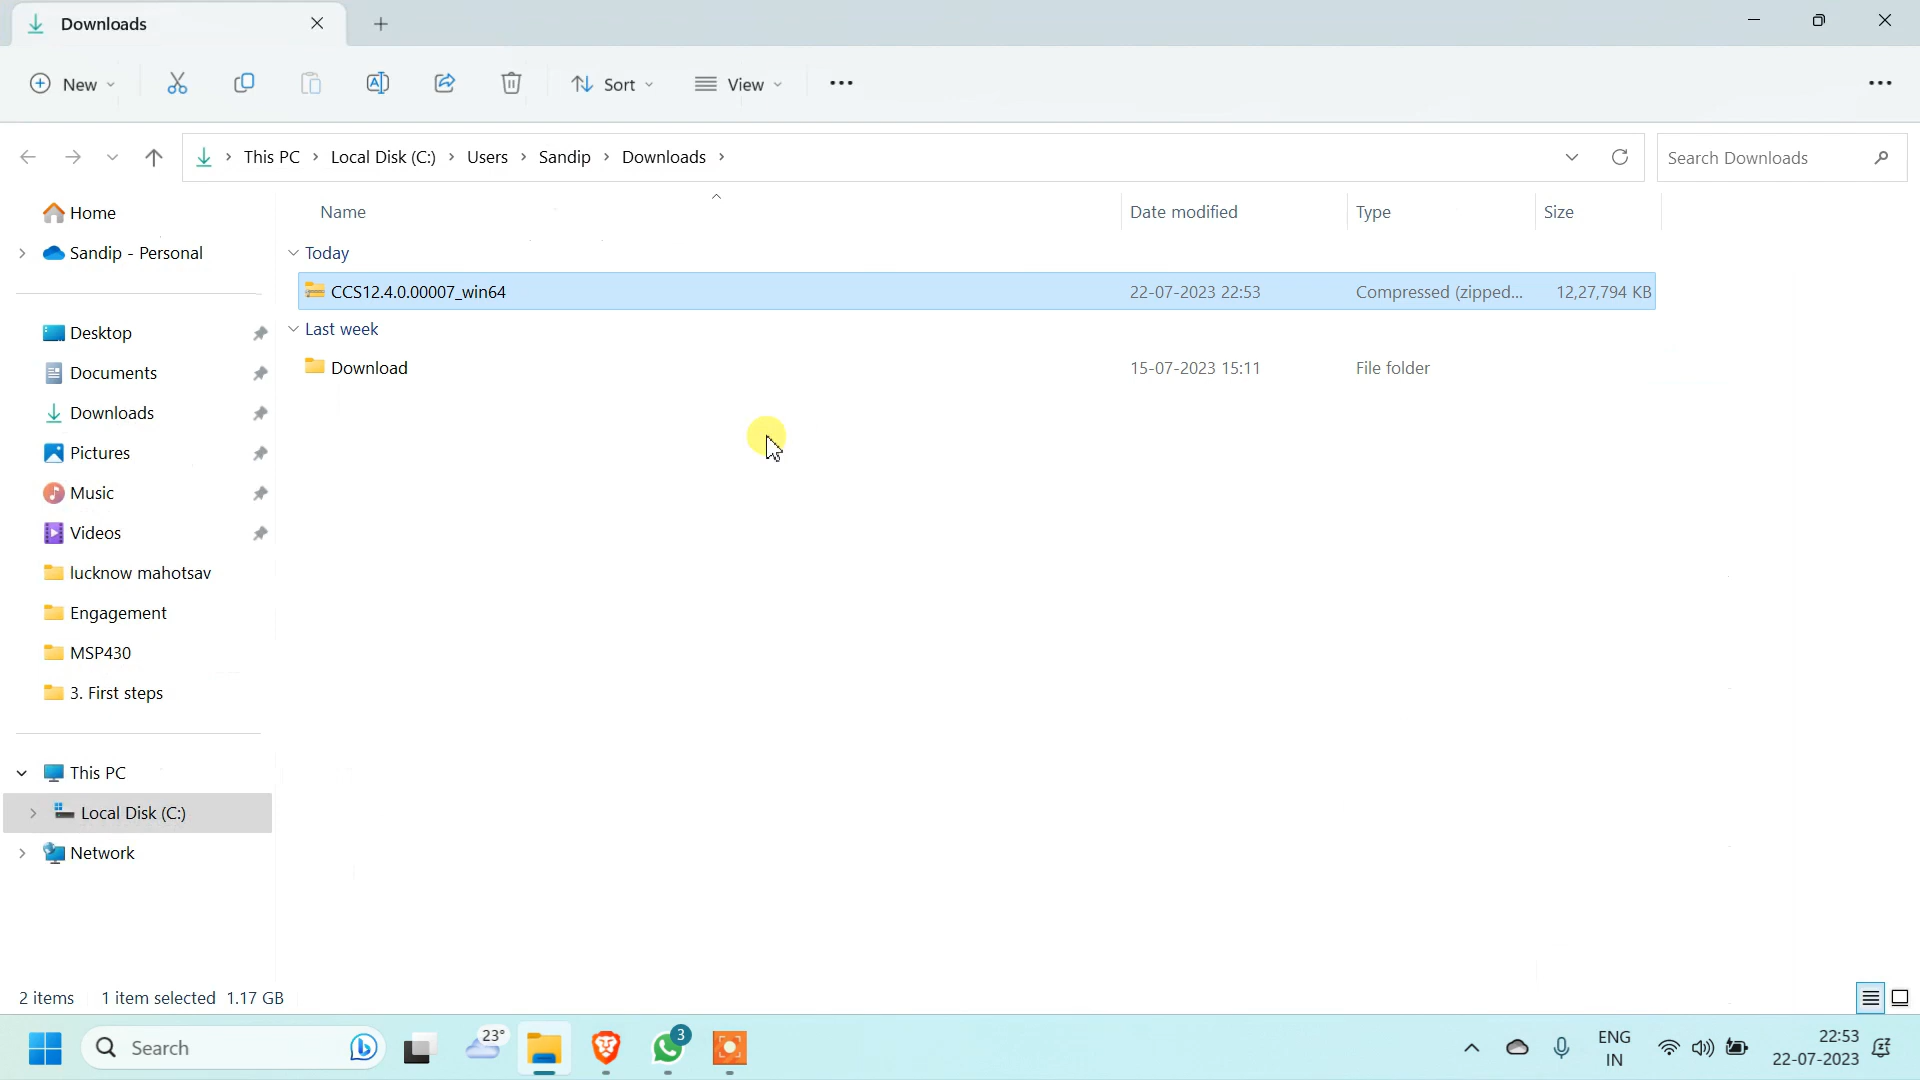 Downloads
New
Sort
View
This PC
Local Disk (C:)
Users
Sandip
Downloads
Search Downloads
Home
Sandip - Personal
Desktop
Documents
Downloads
Pictures
Music
Videos
lucknow mahotsav
Engagement
MSP430
3. First steps
This PC
Local Disk (C:)
Network
Name Date modified Type Size
Today
CCS12.4.0.00007_win64 22-07-2023 22:53 Compressed (zipped... 12,27,794 KB
Last week
Download 15-07-2023 15:11 File folder
2 items 1 item selected 1.17 GB
Search
23°
3
ENG
IN
22:53
22-07-2023